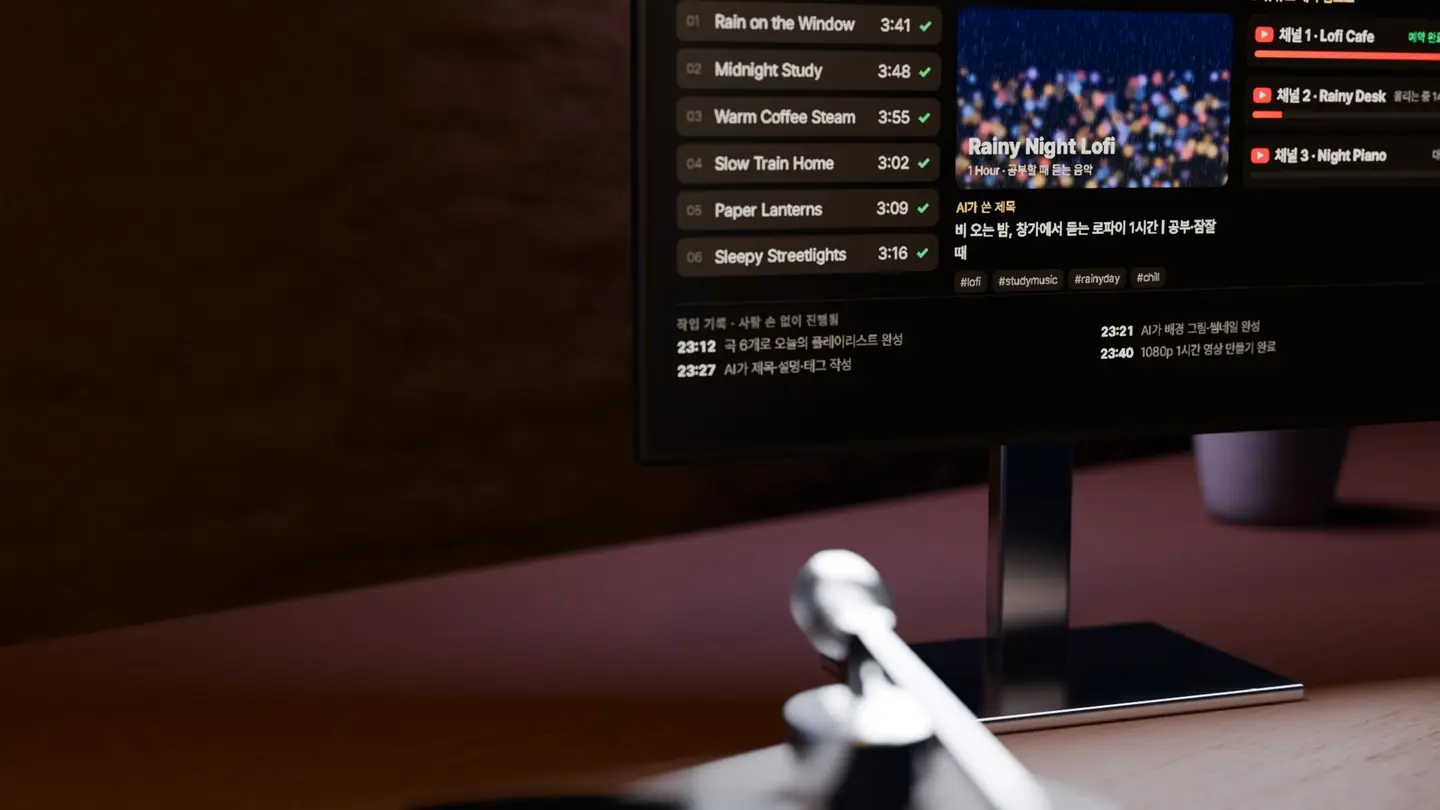 01 Rain on the Window 3:41
02 Midnight Study 3:48
03 Warm Coffee Steam 3:55
04 Slow Train Home 3:02
05 Paper Lanterns 3:09
06 Sleepy Streetlights 3:16
Rainy Night Lofi
1 Hour · 공부할 때 듣는 음악
AI가 쓴 제목
비 오는 밤, 창가에서 듣는 로파이 1시간 | 공부·잠잘
때
#lofi #studymusic #rainyday #chill
채널 1 · Lofi Cafe 예약 완료
채널 2 · Rainy Desk 올리는 중
채널 3 · Night Piano
작업 기록 · 사람 손 없이 진행됨
23:12 곡 6개로 오늘의 플레이리스트 완성
23:27 AI가 제목·설명·태그 작성
23:21 AI가 배경 그림·썸네일 완성
23:40 1080p 1시간 영상 만들기 완료